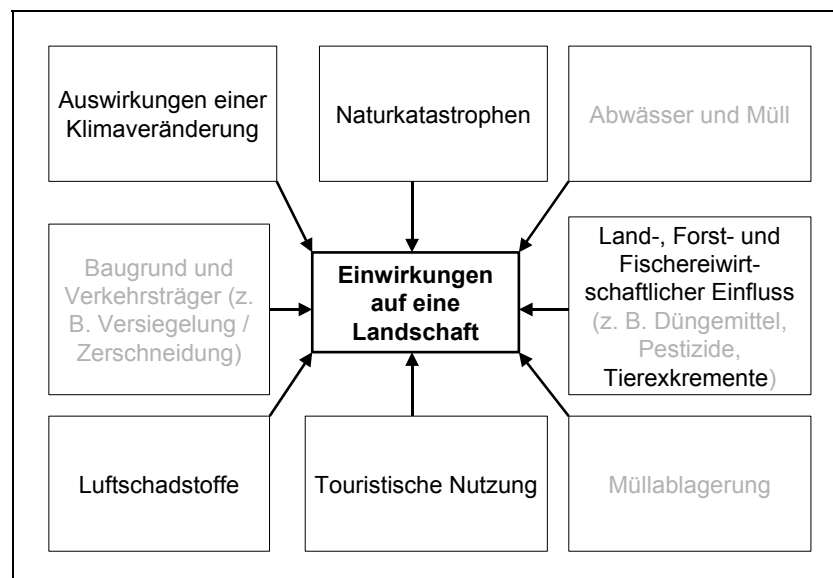 Auswirkungen einer
Klimaveränderung
Naturkatastrophen
Abwässer und Müll
Baugrund und
Verkehrsträger (z.
B. Versiegelung /
Zerschneidung)
Einwirkungen
auf eine
Landschaft
Land-, Forst- und
Fischereiwirt-
schaftlicher Einfluss
(z. B. Düngemittel,
Pestizide,
Tierexkremente)
Luftschadstoffe
Touristische Nutzung
Müllablagerung